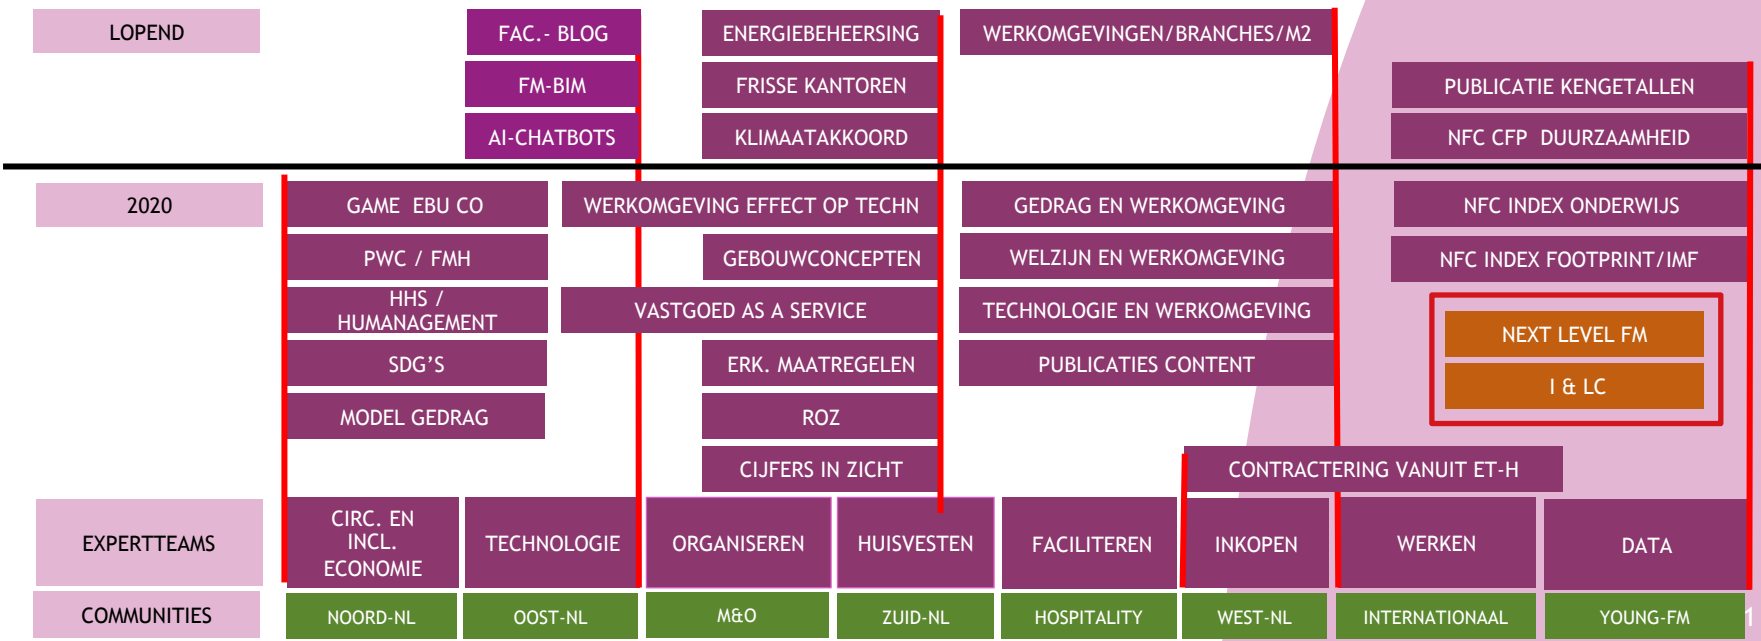 LOPEND
FAC.- BLOG
ENERGIEBEHEERSING
WERKOMGEVINGEN/BRANCHES/M2
FM-BIM
FRISSE KANTOREN
PUBLICATIE KENGETALLEN
AI-CHATBOTS
KLIMAATAKKOORD
NFC CFP DUURZAAMHEID
2020
GAME EBU CO
WERKOMGEVING EFFECT OP TECHN
GEDRAG EN WERKOMGEVING
NFC INDEX ONDERWIJS
PWC / FMH
GEBOUWCONCEPTEN
WELZIJN EN WERKOMGEVING
NFC INDEX FOOTPRINT/IMF
HHS /
HUMANAGEMENT
VASTGOED AS A SERVICE
TECHNOLOGIE EN WERKOMGEVING
NEXT LEVEL FM
SDG'S
ERK. MAATREGELEN
PUBLICATIES CONTENT
I & LC
MODEL GEDRAG
ROZ
CIJFERS IN ZICHT
CONTRACTERING VANUIT ET-H
EXPERTTEAMS
CIRC. EN
INCL.
ECONOMIE
TECHNOLOGIE
ORGANISEREN
HUISVESTEN
FACILITEREN
INKOPEN
WERKEN
DATA
COMMUNITIES
NOORD-NL
OOST-NL
M&O
ZUID-NL
HOSPITALITY
WEST-NL
INTERNATIONAAL
YOUNG-FM
1